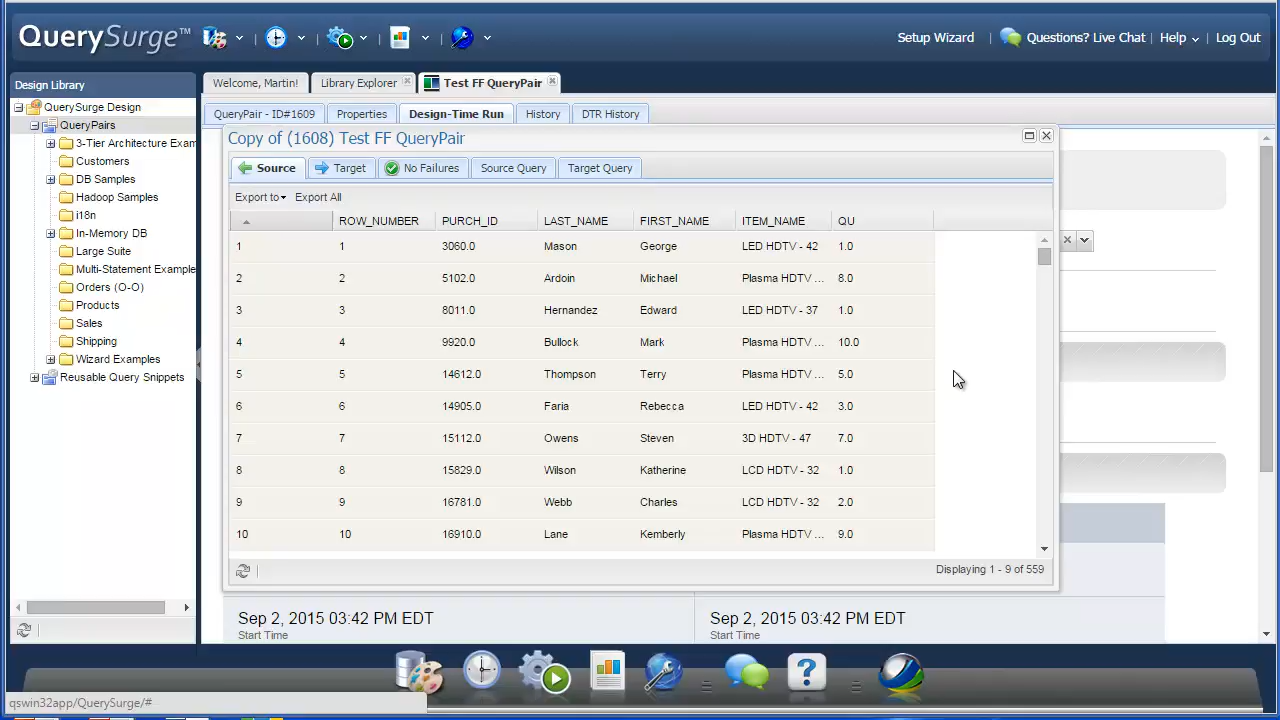 QuerySurge™
Setup Wizard
Questions? Live Chat
Help
Log Out
Design Library
Welcome, Martin!
Library Explorer
Test FF QueryPair
QuerySurge Design
QueryPairs
3-Tier Architecture Exam
Customers
DB Samples
Hadoop Samples
i18n
In-Memory DB
Large Suite
Multi-Statement Example
Orders (O-O)
Products
Sales
Shipping
Wizard Examples
Reusable Query Snippets
QueryPair - ID#1609
Properties
Design-Time Run
History
DTR History
Copy of (1608) Test FF QueryPair
Source
Target
No Failures
Source Query
Target Query
Export to
Export All
ROW_NUMBER PURCH_ID LAST_NAME FIRST_NAME ITEM_NAME QU
1 1 3060.0 Mason George LED HDTV - 42 1.0
2 2 5102.0 Ardoin Michael Plasma HDTV ... 8.0
3 3 8011.0 Hernandez Edward LED HDTV - 37 1.0
4 4 9920.0 Bullock Mark Plasma HDTV ... 10.0
5 5 14612.0 Thompson Terry Plasma HDTV ... 5.0
6 6 14905.0 Faria Rebecca LED HDTV - 42 3.0
7 7 15112.0 Owens Steven 3D HDTV - 47 7.0
8 8 15829.0 Wilson Katherine LCD HDTV - 32 1.0
9 9 16781.0 Webb Charles LCD HDTV - 32 2.0
10 10 16910.0 Lane Kemberly Plasma HDTV ... 9.0
Displaying 1 - 9 of 559
Sep 2, 2015 03:42 PM EDT
Start Time
Sep 2, 2015 03:42 PM EDT
Start Time
qswin32app/QuerySurge/#